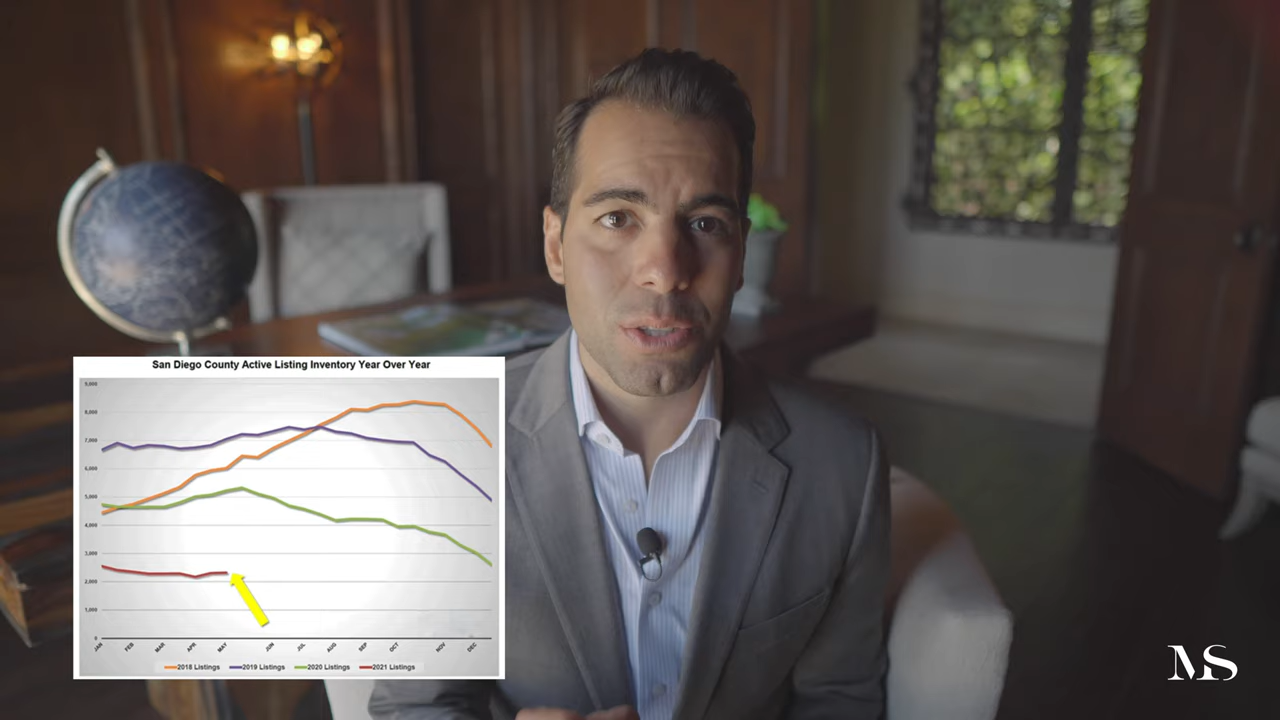 San Diego County Active Listing Inventory Year Over Year
9,000
8,000
7,000
6,000
5,000
4,000
3,000
2,000
1,000
0
JAN FEB MAR APR MAY JUN JUL AUG SEP OCT NOV DEC
2018 Listings 2019 Listings 2020 Listings 2021 Listings
MS